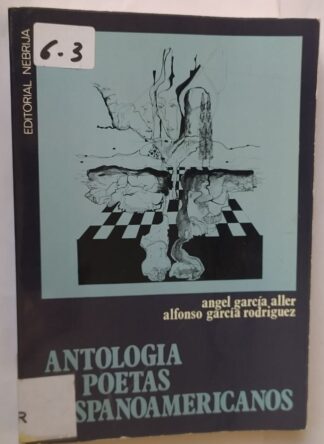 6.3
EDITORIAL NEBRIJA
angel garcía aller
alfonso garcía rodríguez
ANTOLOGIA
POETAS
SPANOAMERICANOS
R